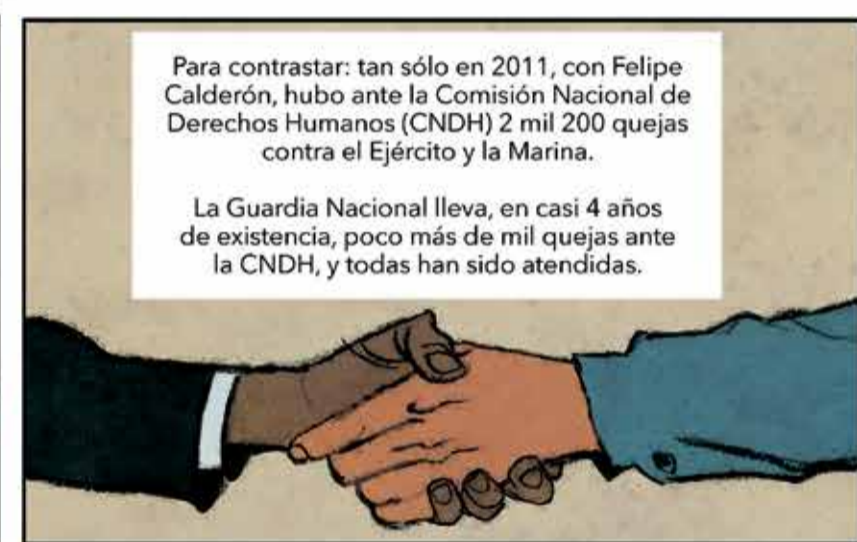 Para contrastar: tan sólo en 2011, con Felipe
Calderón, hubo ante la Comisión Nacional de
Derechos Humanos (CNDH) 2 mil 200 quejas
contra el Ejército y la Marina.
La Guardia Nacional lleva, en casi 4 años
de existencia, poco más de mil quejas ante
la CNDH, y todas han sido atendidas.